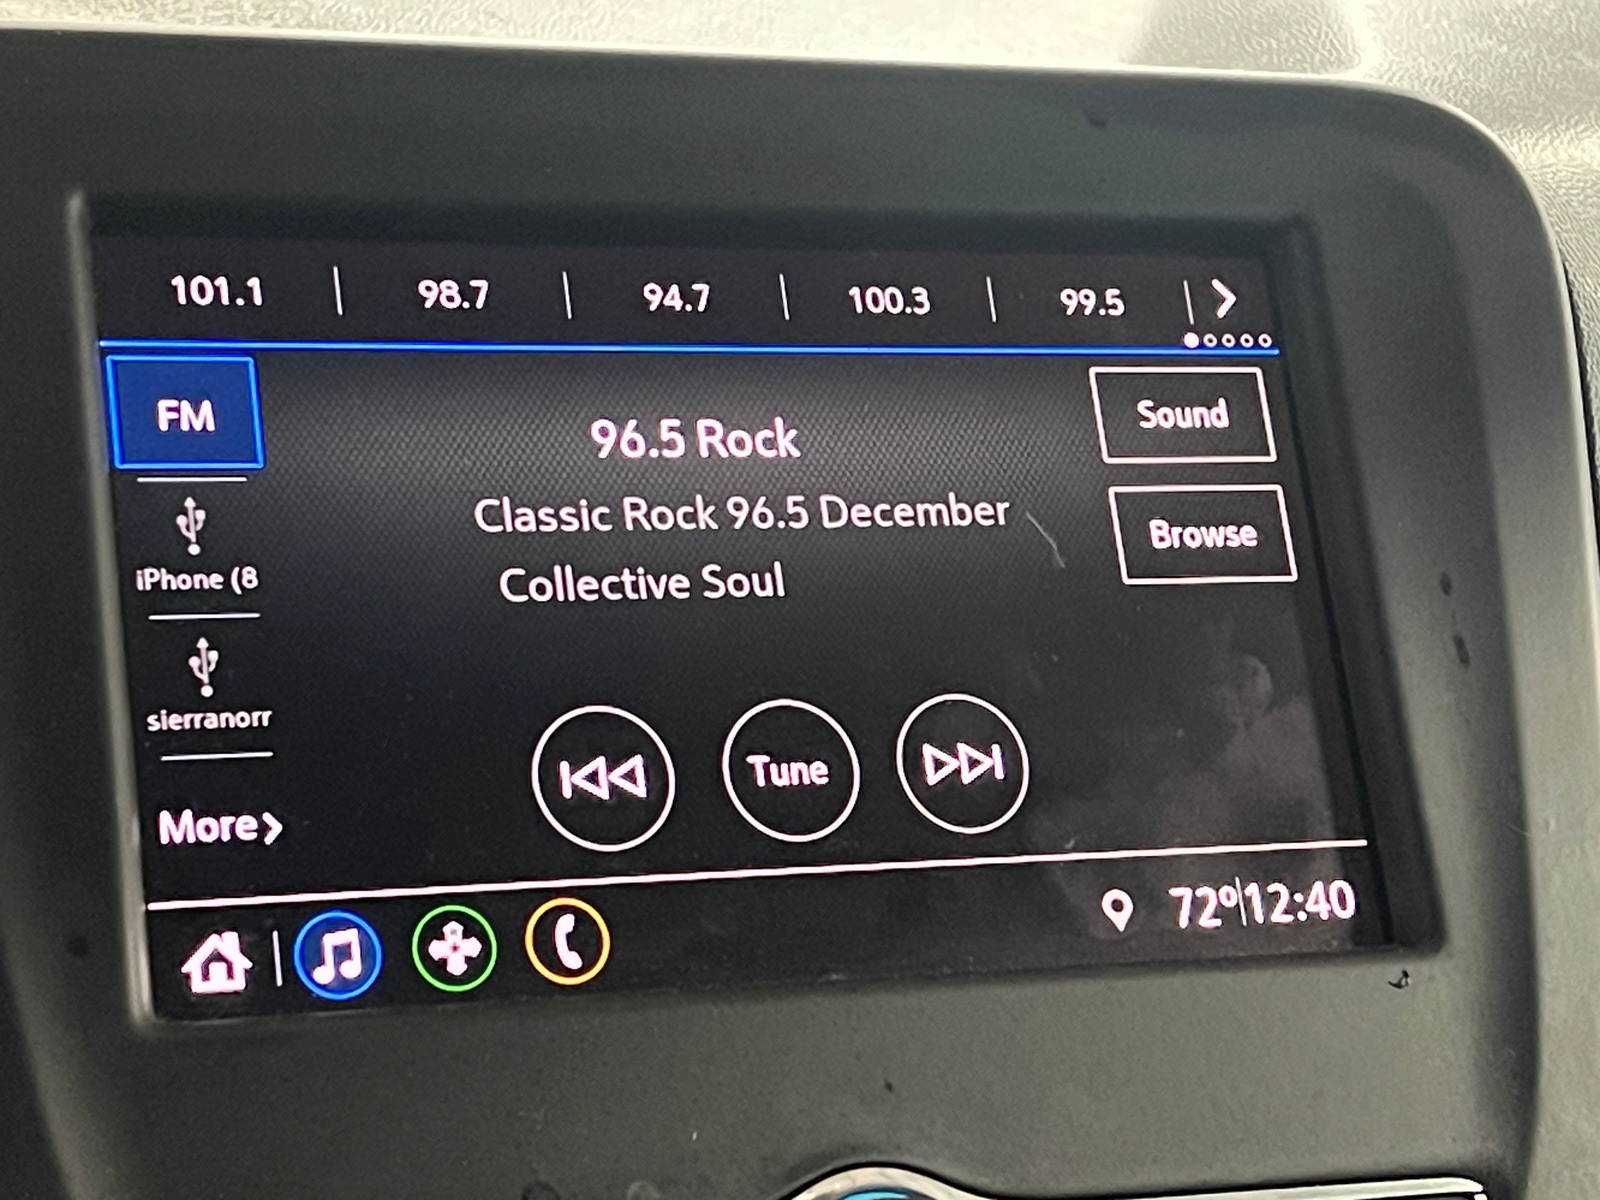 101.1 98.7 94.7 100.3 99.5
FM
96.5 Rock
Sound
Classic Rock 96.5 December
Browse
iPhone (8
Collective Soul
sierranorr
Tune
More
72° 12:40